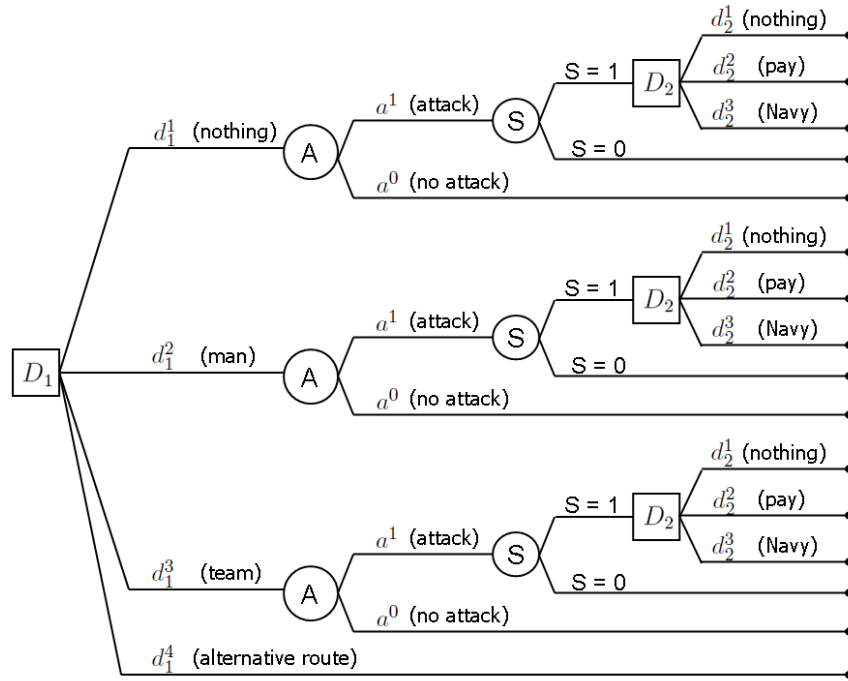 d₂¹ (nothing)
S = 1 D₂ d₂² (pay)
a¹ (attack) S d₂³ (Navy)
d₁¹ (nothing) A S = 0
a⁰ (no attack)
d₂¹ (nothing)
S = 1 D₂ d₂² (pay)
a¹ (attack) S d₂³ (Navy)
D₁ d₁² (man) A S = 0
a⁰ (no attack)
d₂¹ (nothing)
S = 1 D₂ d₂² (pay)
a¹ (attack) S d₂³ (Navy)
d₁³ (team) A S = 0
a⁰ (no attack)
d₁⁴ (alternative route)